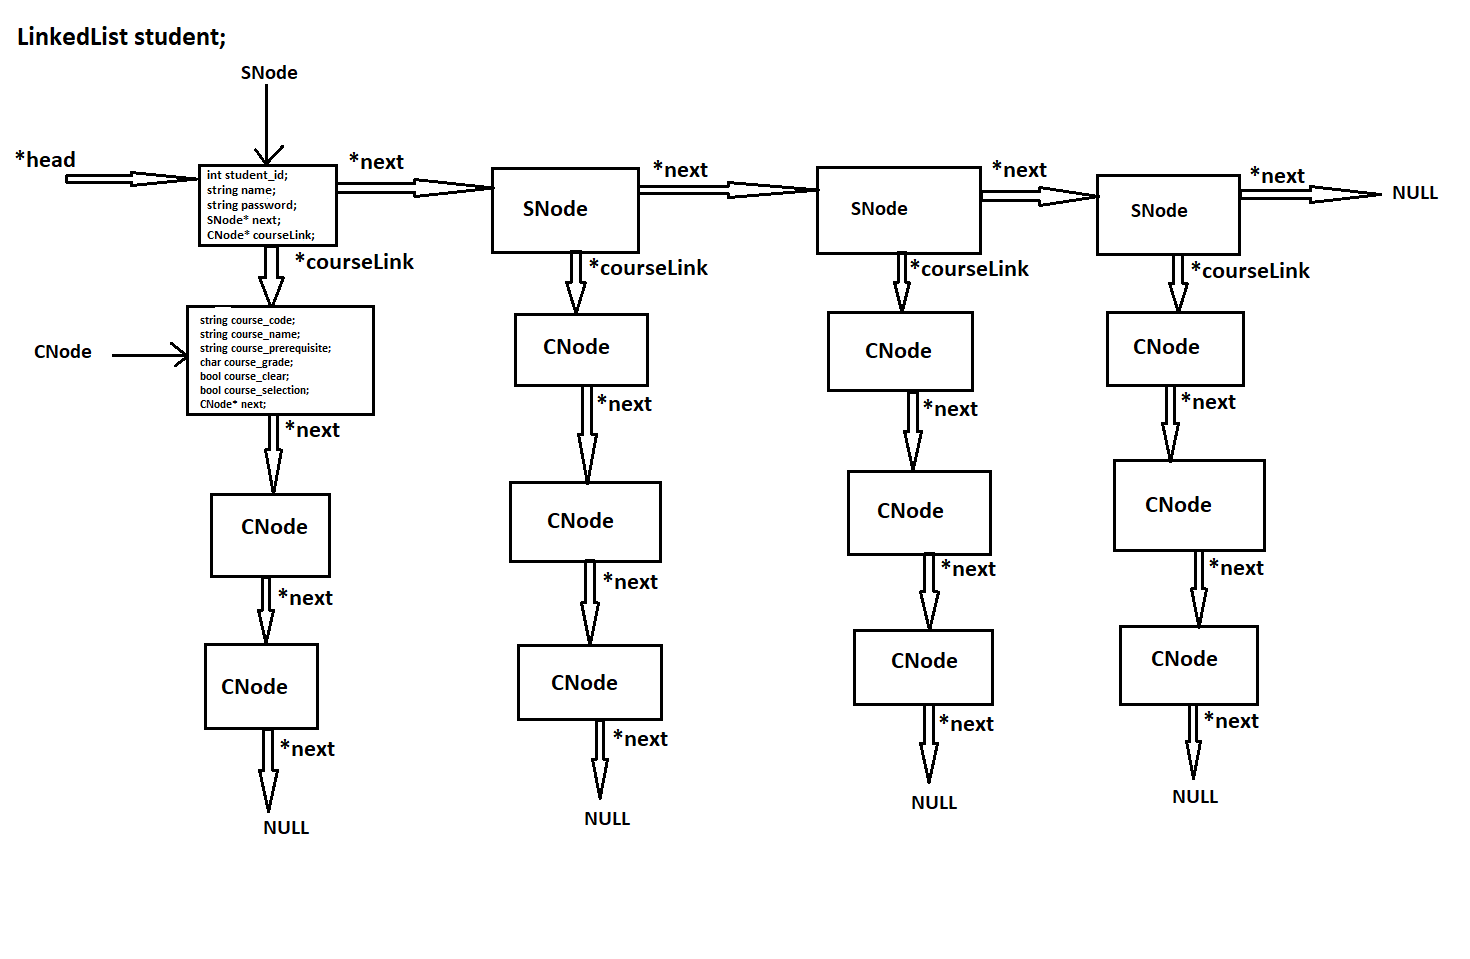 LinkedList student;
SNode
*head
int student_id;
string name;
string password;
SNode* next;
CNode* courseLink;
*next
SNode
*next
SNode
*next
SNode
*next
NULL
*courseLink
*courseLink
*courseLink
*courseLink
CNode
string course_code;
string course_name;
string course_prerequisite;
char course_grade;
bool course_clear;
bool course_selection;
CNode* next;
CNode
CNode
CNode
*next
*next
*next
*next
CNode
CNode
CNode
CNode
*next
*next
*next
*next
CNode
CNode
CNode
CNode
*next
*next
*next
*next
NULL
NULL
NULL
NULL